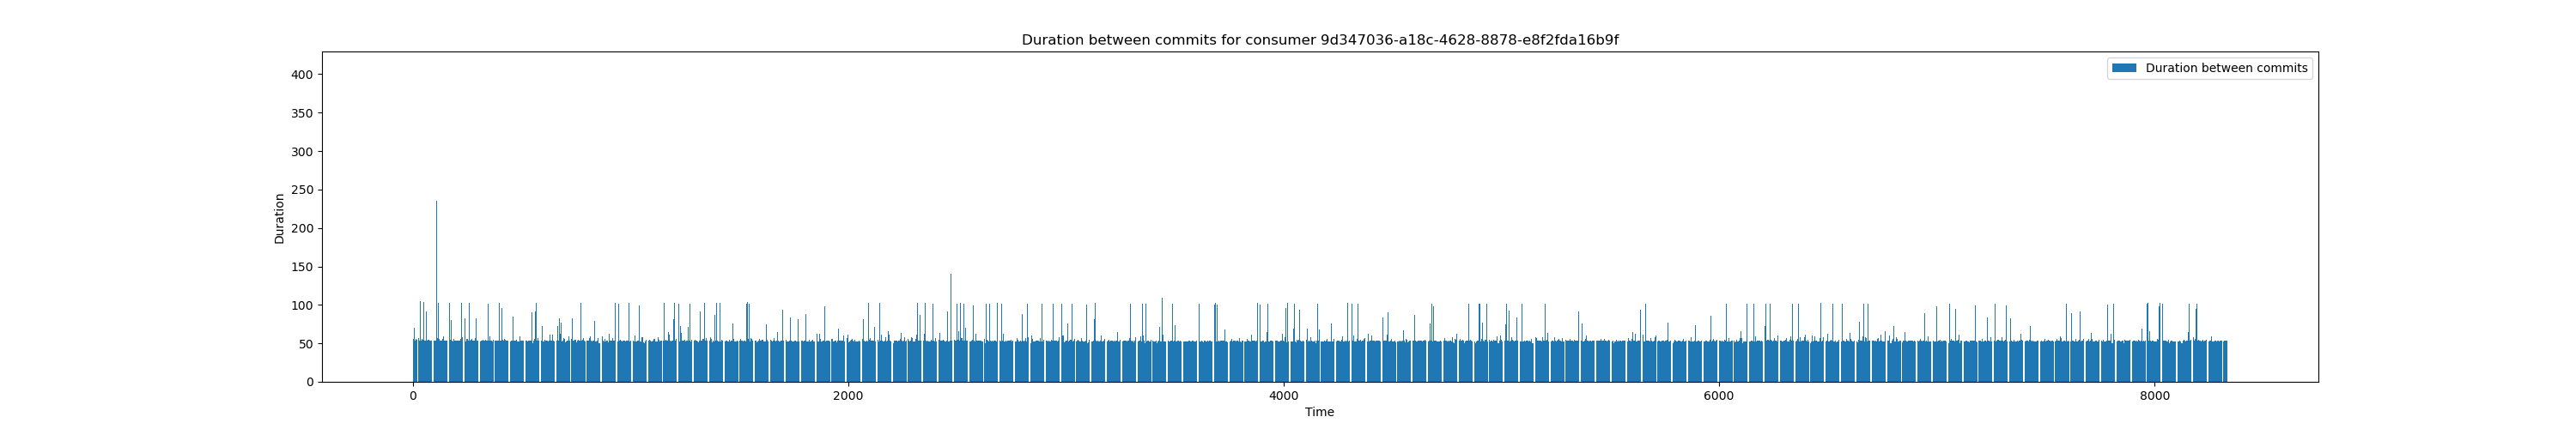 Duration between commits for consumer 9d347036-a18c-4628-8878-e8f2fda16b9f
Duration between commits
400
350
300
250
200
150
100
50
0
Duration
0 2000 4000 6000 8000
Time